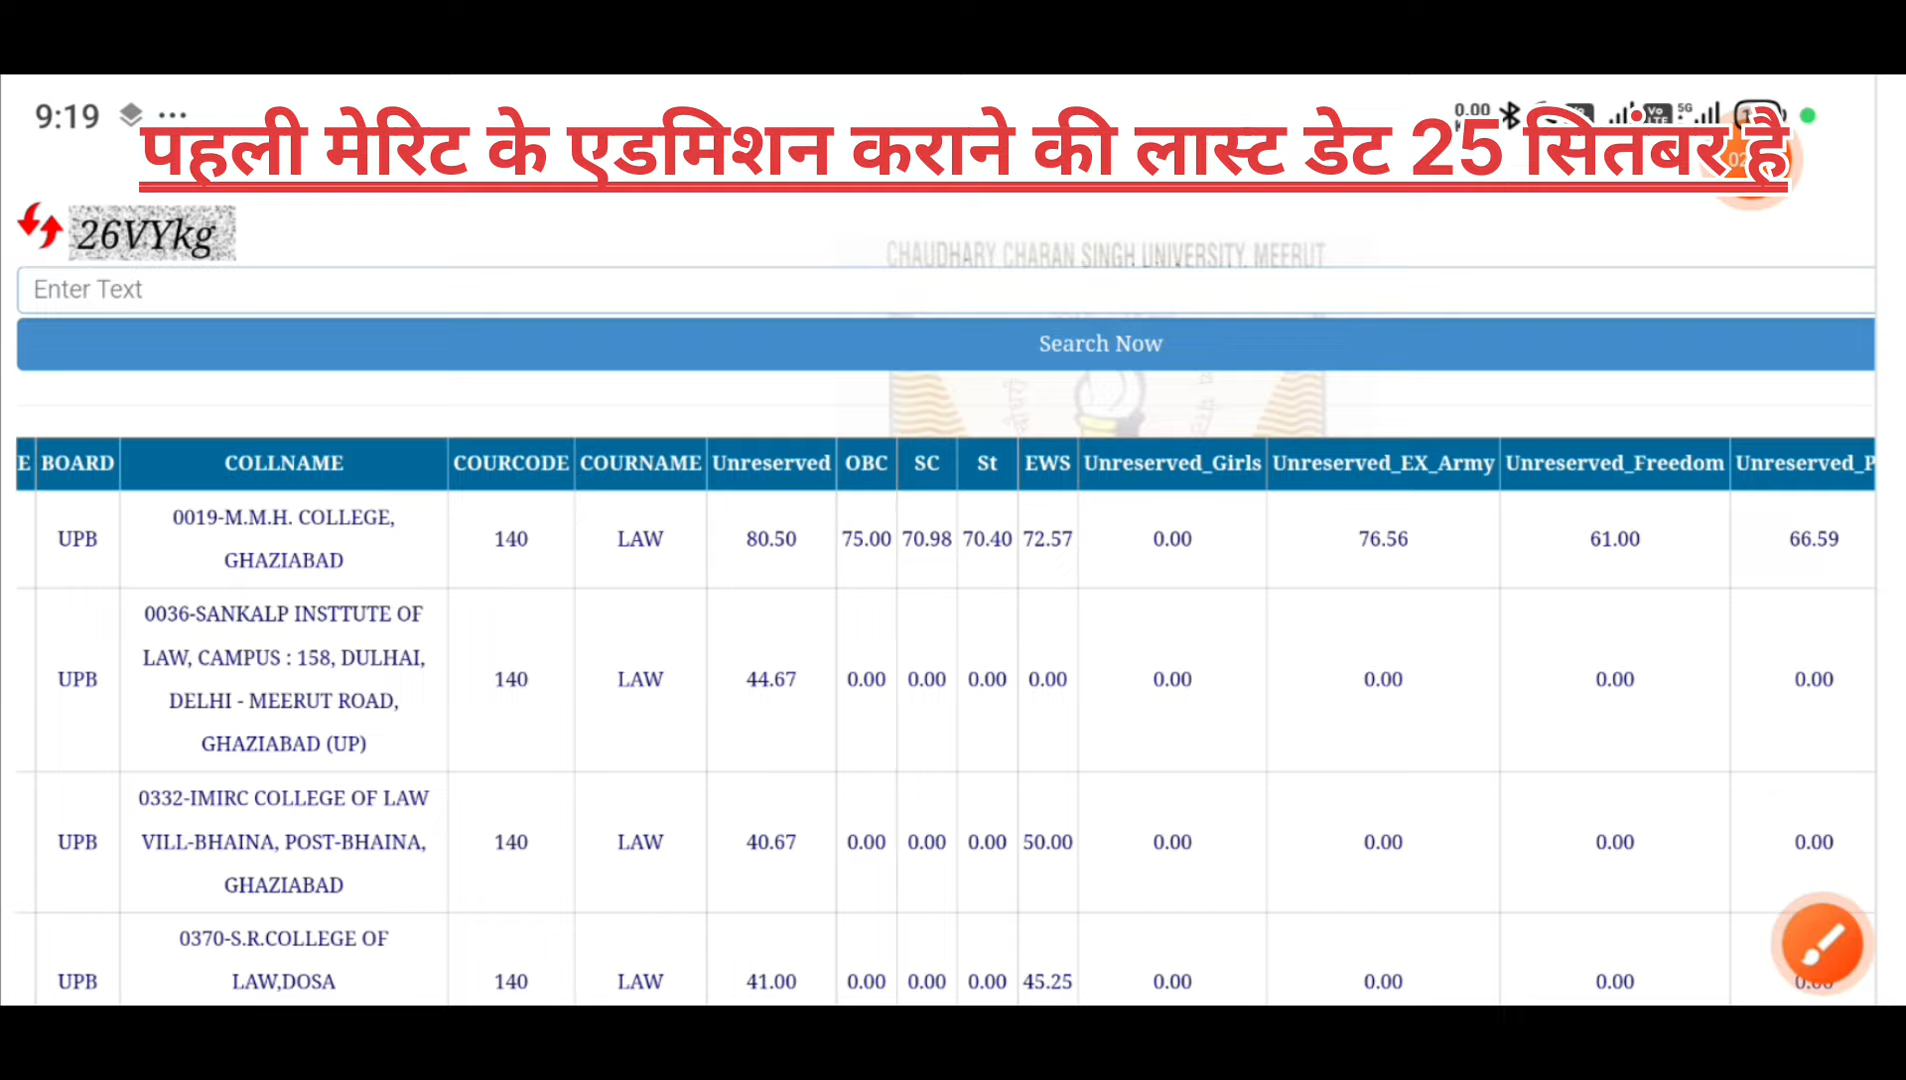 9:19
0.00
5G
पहली मेरिट के एडमिशन कराने की लास्ट डेट 25 सितंबर है
26VYkg
CHAUDHARY CHARAN SINGH UNIVERSITY, MEERUT
Enter Text
Search Now
E BOARD COLLNAME COURCODE COURNAME Unreserved OBC SC St EWS Unreserved_Girls Unreserved_EX_Army Unreserved_Freedom Unreserved_P
0019-M.M.H. COLLEGE,
UPB 140 LAW 80.50 75.00 70.98 70.40 72.57 0.00 76.56 61.00 66.59
GHAZIABAD
0036-SANKALP INSTTUTE OF
LAW, CAMPUS : 158, DULHAI,
UPB 140 LAW 44.67 0.00 0.00 0.00 0.00 0.00 0.00 0.00 0.00
DELHI - MEERUT ROAD,
GHAZIABAD (UP)
0332-IMIRC COLLEGE OF LAW
UPB VILL-BHAINA, POST-BHAINA, 140 LAW 40.67 0.00 0.00 0.00 50.00 0.00 0.00 0.00 0.00
GHAZIABAD
0370-S.R.COLLEGE OF
UPB LAW,DOSA 140 LAW 41.00 0.00 0.00 0.00 45.25 0.00 0.00 0.00